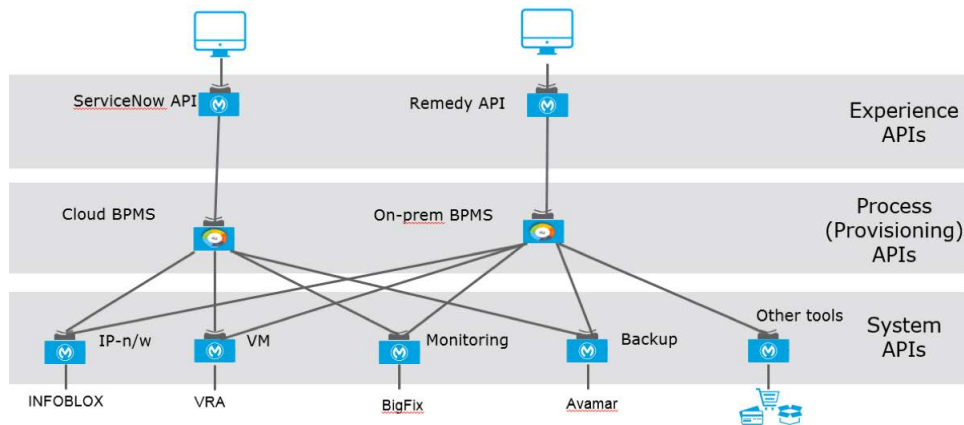 ServiceNow API
Remedy API
Experience
APIs
Cloud BPMS
On-prem BPMS
Process
(Provisioning)
APIs
IP-n/w
VM
Monitoring
Backup
Other tools
System
APIs
INFOBLOX
VRA
BigFix
Avamar